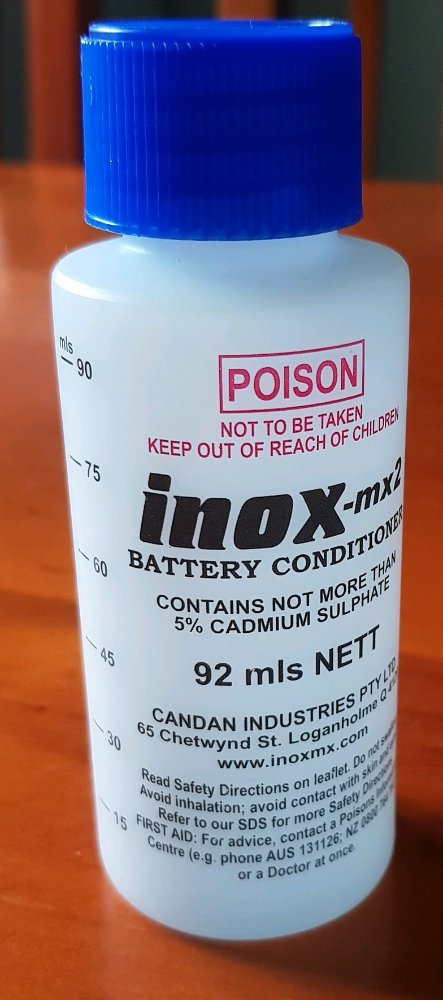 mls
90
75
60
45
30
15
POISON
NOT TO BE TAKEN
KEEP OUT OF REACH OF CHILDREN
inox-mx2
BATTERY CONDITIONER
CONTAINS NOT MORE THAN
5% CADMIUM SULPHATE
92 mls NETT
CANDAN INDUSTRIES PTY LTD
65 Chetwynd St. Loganholme Q
www.inoxmx.com
Read Safety Directions on leaflet. Do not
Avoid inhalation; avoid contact with skin and
Refer to our SDS for more Safety Directions
FIRST AID: For advice, contact a Poisons
Centre (e.g. phone AUS 131126; NZ 0800
or a Doctor at once.